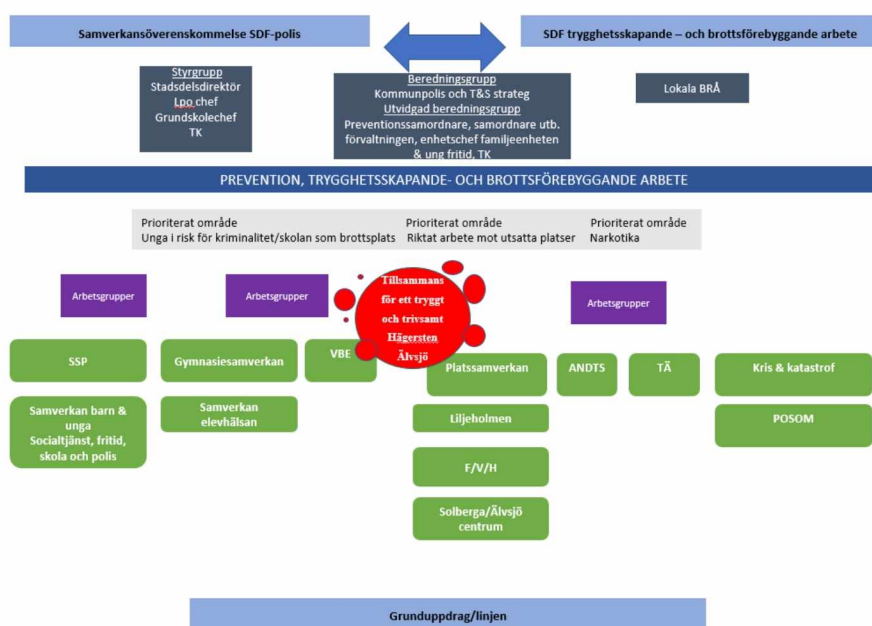 Samverkansöverenskommelse SDF-polis
SDF trygghetsskapande – och brottsförebyggande arbete
Styrgrupp
Stadsdelsdirektör
Lpo chef
Grundskolechef
TK
Beredningsgrupp
Kommunpolis och T&S strateg
Utvidgad beredningsgrupp
Preventionssamordnare, samordnare utb.
förvaltningen, enhetschef familjeenheten
& ung fritid, TK
Lokala BRÅ
PREVENTION, TRYGGHETSSKAPANDE- OCH BROTTSFÖREBYGGANDE ARBETE
Prioriterat område
Unga i risk för kriminalitet/skolan som brottsplats
Prioriterat område
Riktat arbete mot utsatta platser
Prioriterat område
Narkotika
Arbetsgrupper
Arbetsgrupper
Tillsammans
för ett tryggt
och trivsamt
Hägersten
Älvsjö
Arbetsgrupper
SSP
Gymnasiesamverkan
VBE
Platssamverkan
ANDTS
TÄ
Kris & katastrof
Samverkan barn &
unga
Socialtjänst, fritid,
skola och polis
Samverkan
elevhälsan
Liljeholmen
POSOM
F/V/H
Solberga/Älvsjö
centrum
Grunduppdrag/linjen